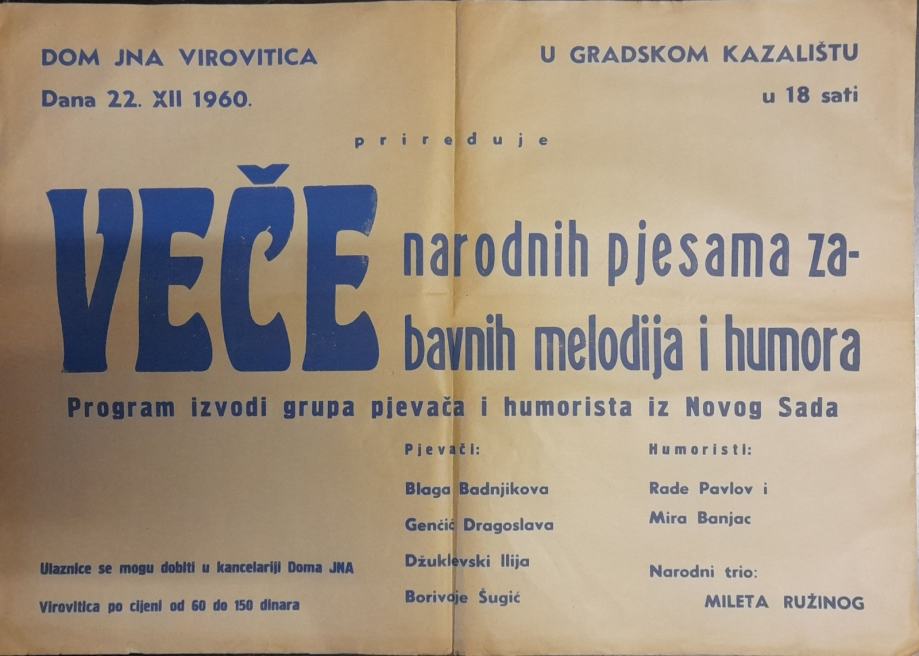 DOM JNA VIROVITICA
Dana 22. XII 1960.
U GRADSKOM KAZALIŠTU
u 18 sati
prireduje
VEČE
narodnih pjesama za-
bavnih melodija i humora
Program izvodi grupa pjevača i humorista iz Novog Sada
Pjevači:
Blaga Badnjikova
Genčić Dragoslava
Džuklevski Ilija
Borivoje Šugić
Humoristi:
Rade Pavlov i
Mira Banjac
Narodni trio:
MILETA RUŽINOG
Ulaznice se mogu dobiti u kancelariji Doma JNA
Virovitica po cijeni od 60 do 150 dinara